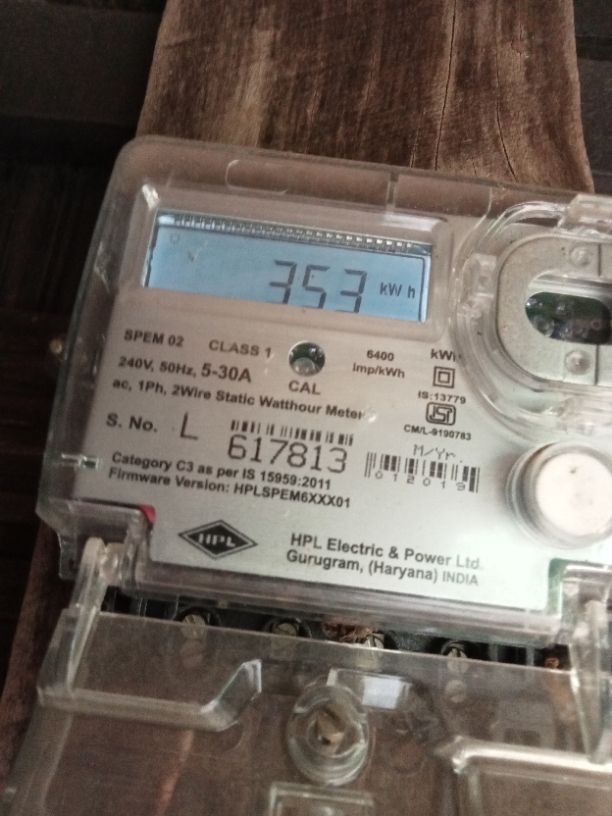 353 kWh
SPEM 02 CLASS 1 6400 imp/kWh
240V, 50Hz, 5-30A CAL
IS:13779
ac, 1Ph, 2Wire Static Watthour Meter
CM/L-9190783
S. No. L 617813
M/Yr.
012019
Category C3 as per IS 15959:2011
Firmware Version: HPLSPEM6XXX01
HPL
HPL Electric & Power Ltd.
Gurugram, (Haryana) INDIA